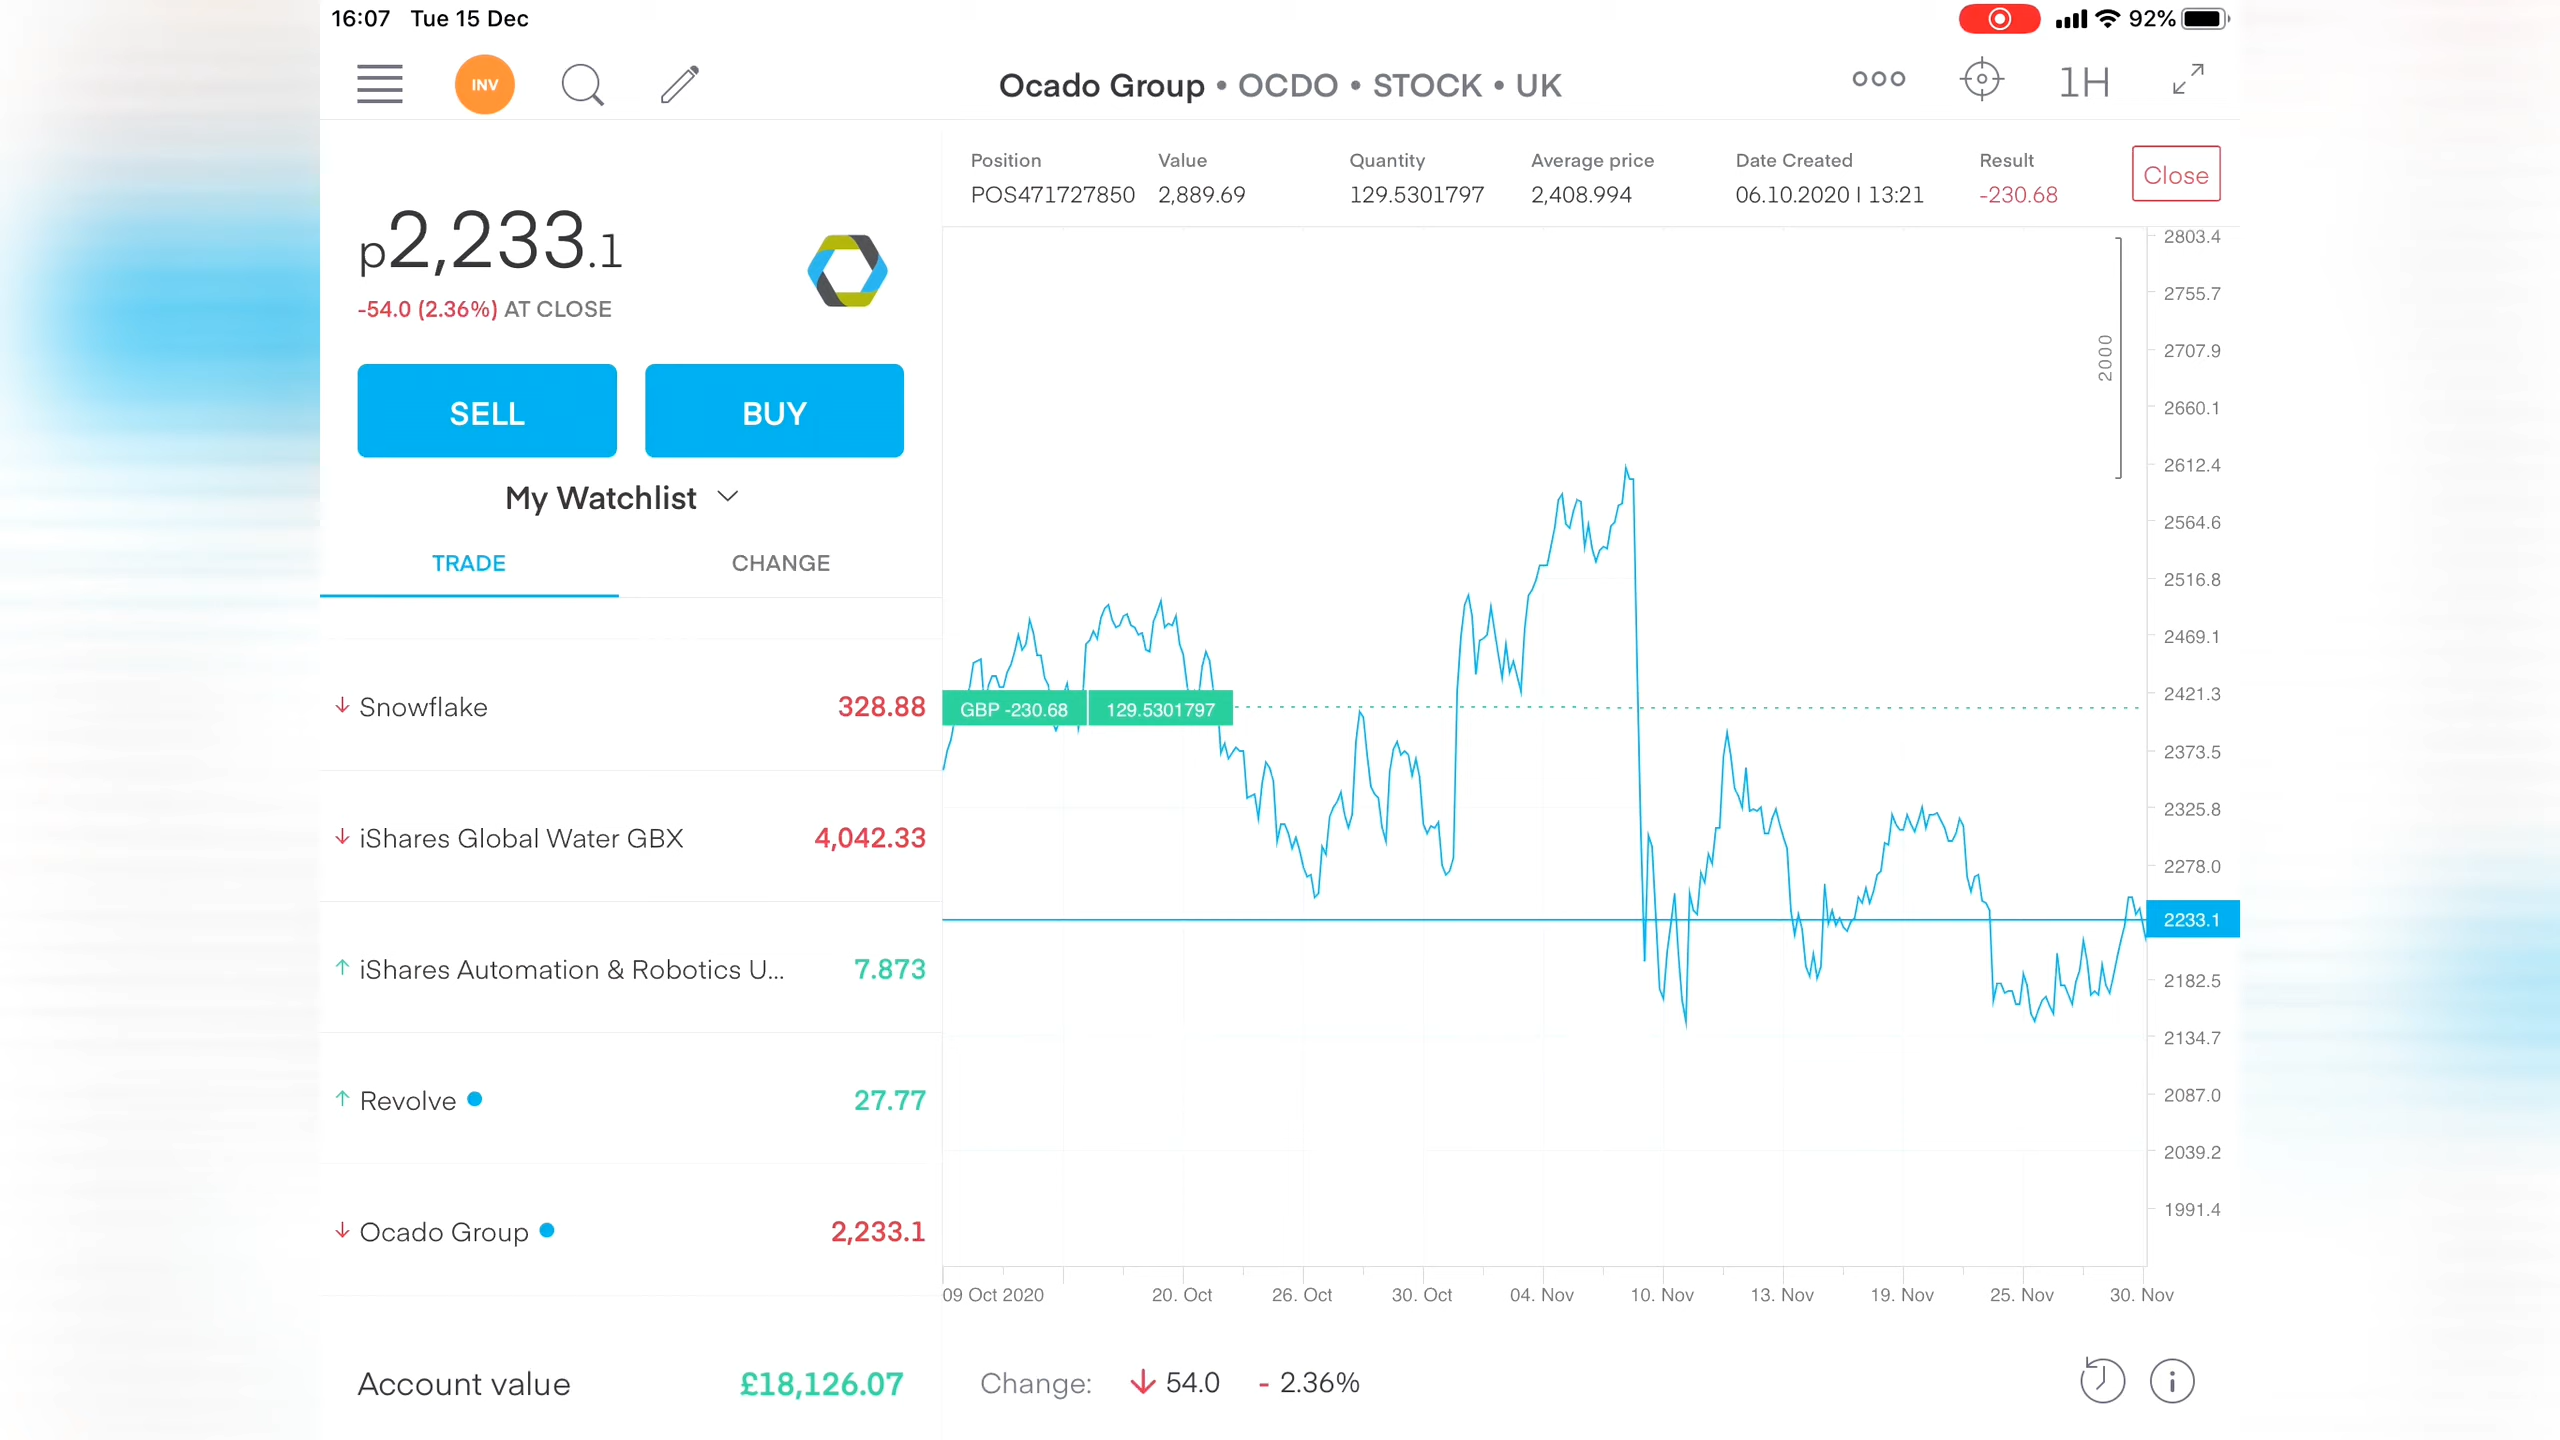 16:07 Tue 15 Dec
92%
INV
Ocado Group • OCDO • STOCK • UK
1H
p2,233.1
-54.0 (2.36%) AT CLOSE
SELL
BUY
My Watchlist
TRADE
CHANGE
Snowflake 328.88
iShares Global Water GBX 4,042.33
iShares Automation & Robotics U... 7.873
Revolve 27.77
Ocado Group 2,233.1
Account value £18,126.07
Position Value Quantity Average price Date Created Result
POS471727850 2,889.69 129.5301797 2,408.994 06.10.2020 | 13:21 -230.68
Close
2803.4
2755.7
2707.9
2660.1
2612.4
2564.6
2516.8
2469.1
2421.3
2373.5
2325.8
2278.0
2233.1
2182.5
2134.7
2087.0
2039.2
1991.4
2000
GBP -230.68 129.5301797
09 Oct 2020 20. Oct 26. Oct 30. Oct 04. Nov 10. Nov 13. Nov 19. Nov 25. Nov 30. Nov
Change: 54.0 - 2.36%